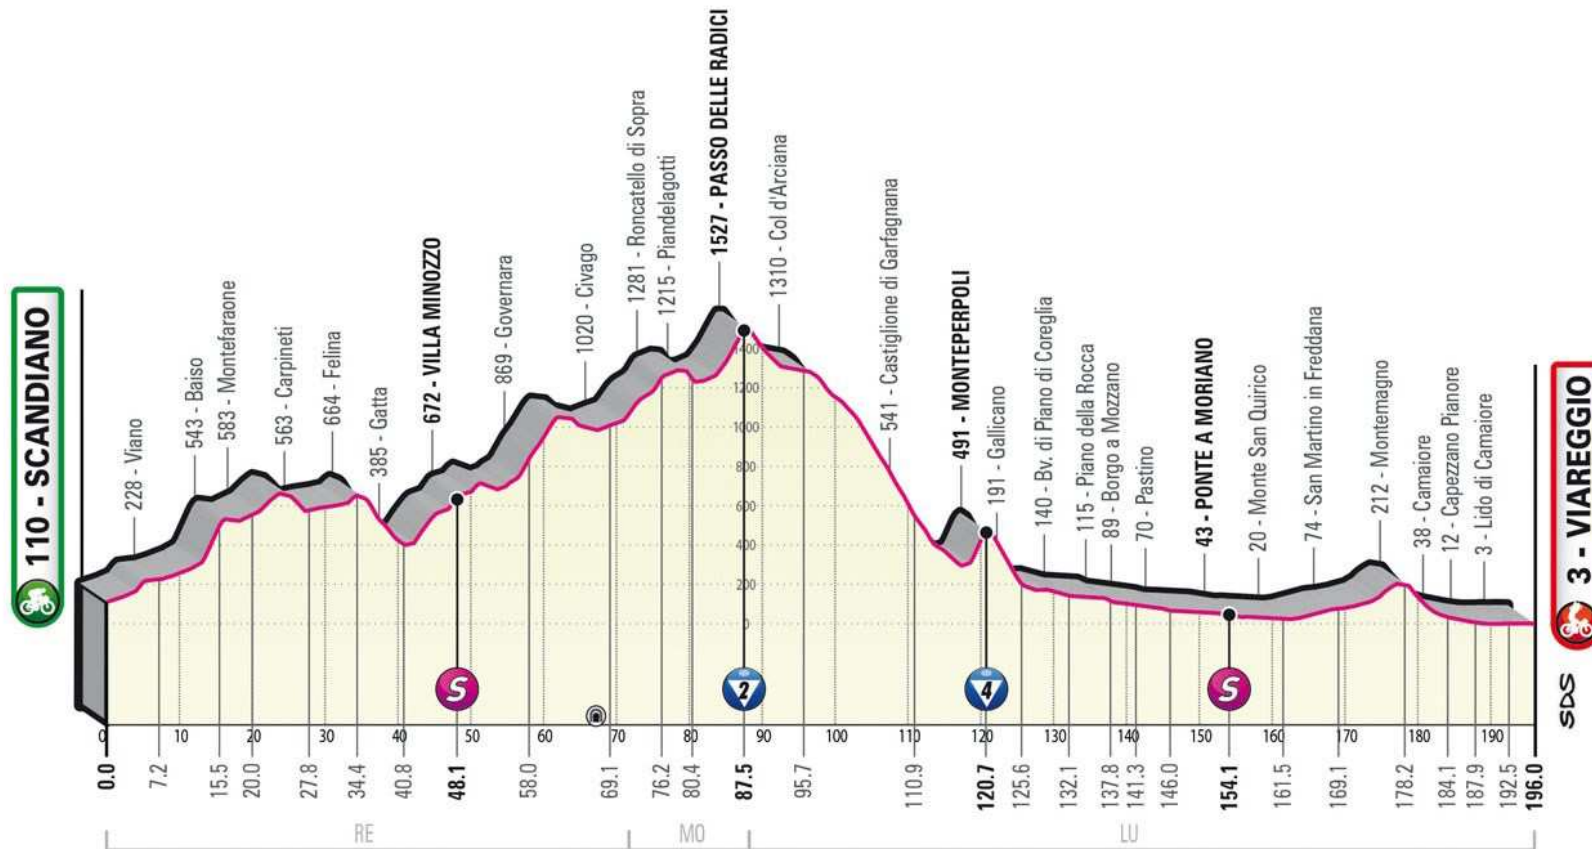 110 - SCANDIANO
228 - Viano
543 - Baiso
583 - Montefaraone
563 - Carpineti
664 - Felina
385 - Gatta
672 - VILLA MINOZZO
869 - Governara
1020 - Civago
1281 - Roncatello di Sopra
1215 - Piandelagotti
1527 - PASSO DELLE RADICI
1310 - Col d'Arciana
541 - Castiglione di Garfagnana
491 - MONTEPERPOLI
191 - Gallicano
140 - Bv. di Piano di Coreglia
115 - Piano della Rocca
89 - Borgo a Mozzano
70 - Pastino
43 - PONTE A MORIANO
20 - Monte San Quirico
74 - San Martino in Freddana
212 - Montemagno
38 - Camaiore
12 - Capezzano Pianore
3 - Lido di Camaiore
3 - VIAREGGIO
1400
1200
1000
800
600
400
200
0
S
2
4
S
SDS
0 10 20 30 40 50 60 70 80 90 100 110 120 130 140 150 160 170 180 190
0.0 7.2 15.5 20.0 27.8 34.4 40.8 48.1 58.0 69.1 76.2 80.4 87.5 95.7 110.9 120.7 125.6 132.1 137.8 141.3 146.0 154.1 161.5 169.1 178.2 184.1 187.9 192.5 196.0
RE MO LU